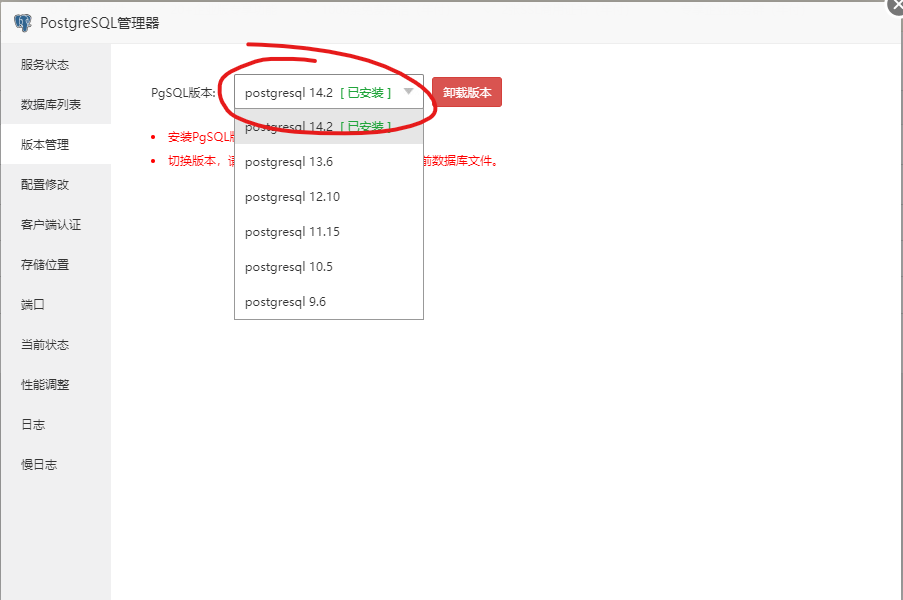 PostgreSQL管理器
服务状态
数据库列表
版本管理
配置修改
客户端认证
存储位置
端口
当前状态
性能调整
日志
慢日志
PgSQL版本: postgresql 14.2 [已安装] 卸载版本
postgresql 14.2 [已安装]
postgresql 13.6
postgresql 12.10
postgresql 11.15
postgresql 10.5
postgresql 9.6
安装PgSQL
切换版本， 前数据库文件。